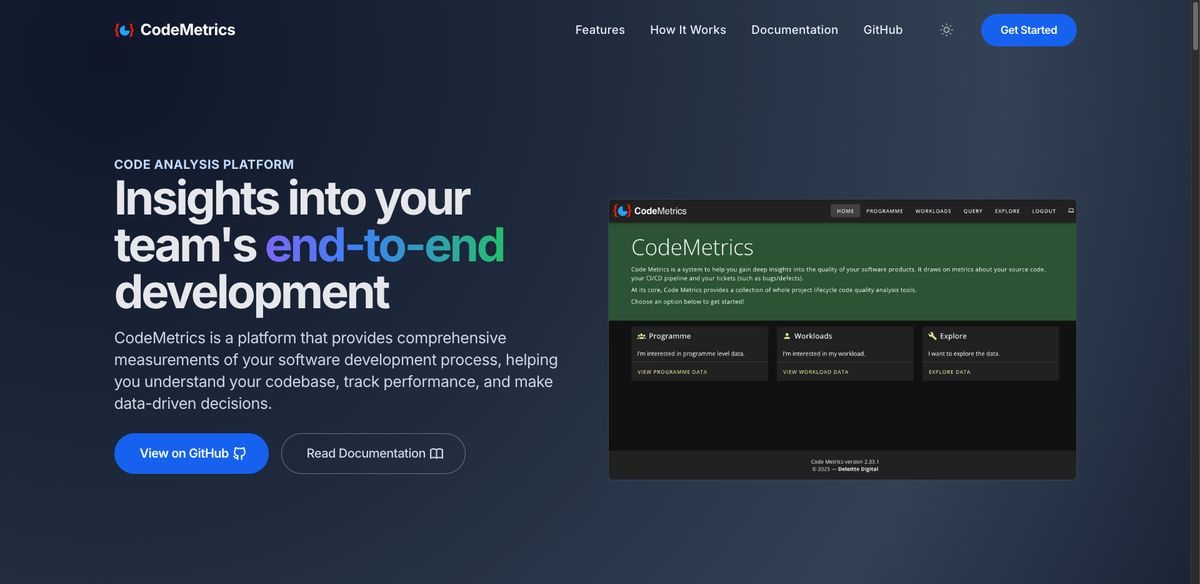 CodeMetrics
Features How It Works Documentation GitHub Get Started
CODE ANALYSIS PLATFORM
Insights into your
team's end-to-end
development
CodeMetrics is a platform that provides comprehensive
measurements of your software development process, helping
you understand your codebase, track performance, and make
data-driven decisions.
View on GitHub Read Documentation
CodeMetrics HOME PROGRAMME WORKLOADS QUERY EXPLORE LOGOUT
CodeMetrics
Code Metrics is a system to help you gain deep insights into the quality of your software products. It draws on metrics about your source code,
your CI/CD pipeline and your tickets (such as bugs/defects).
At its core, Code Metrics provides a collection of whole project lifecycle code quality analysis tools.
Choose an option below to get started!
Programme Workloads Explore
I'm interested in programme level data. I'm interested in my workload. I want to explore the data.
VIEW PROGRAMME DATA VIEW WORKLOAD DATA EXPLORE DATA
Code Metrics version 2.33.1
© 2025 — Deloitte Digital